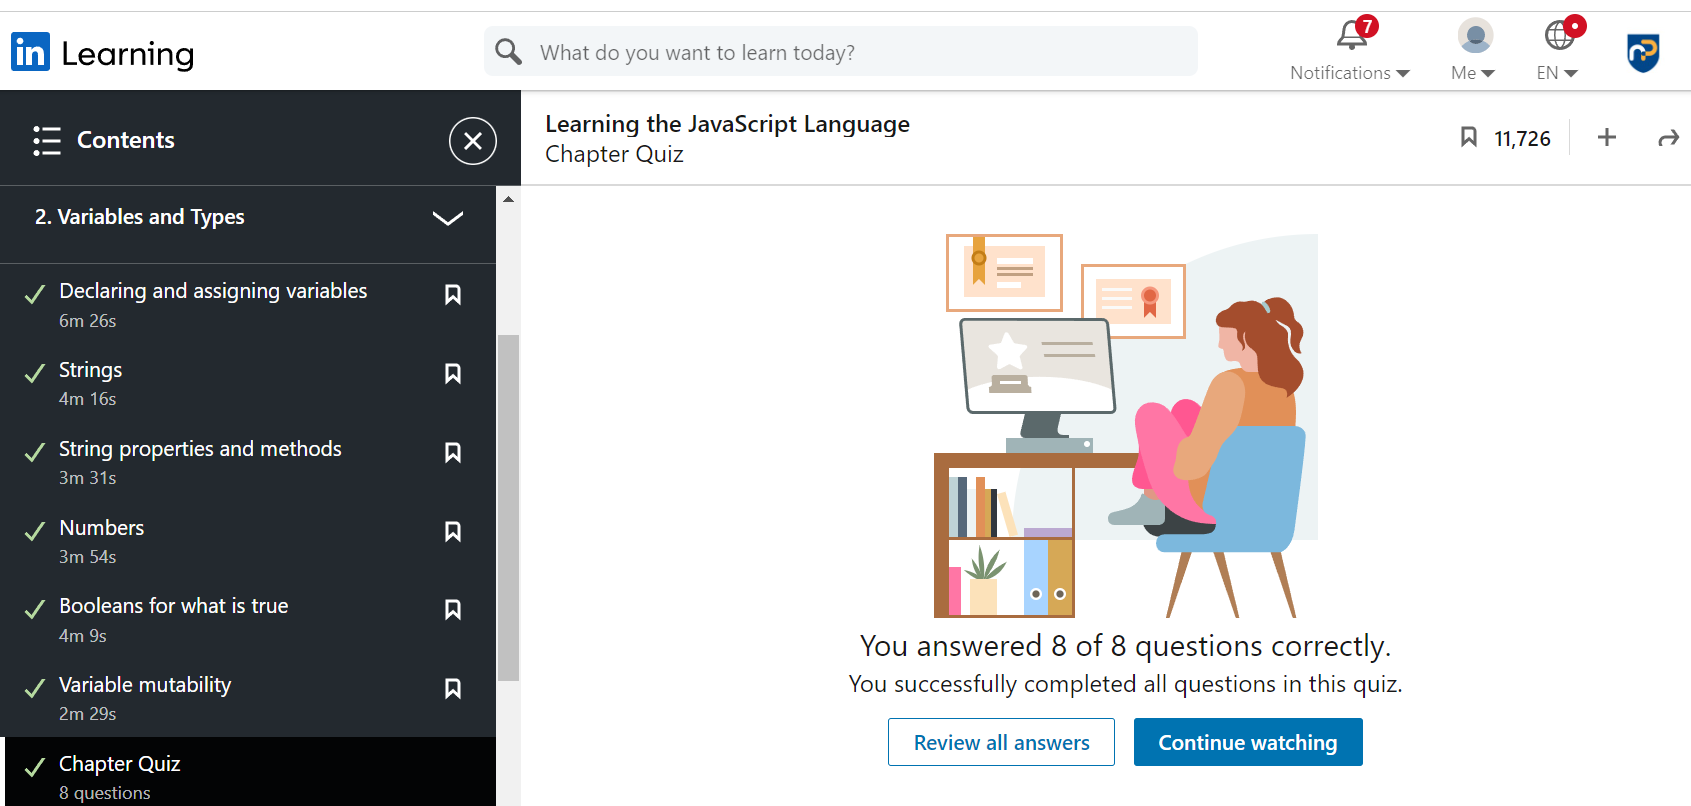 in Learning
What do you want to learn today?
7
Notifications
Me
EN
Contents
Learning the JavaScript Language
Chapter Quiz
11,726
2. Variables and Types
Declaring and assigning variables
6m 26s
Strings
4m 16s
String properties and methods
3m 31s
Numbers
3m 54s
Booleans for what is true
4m 9s
Variable mutability
2m 29s
Chapter Quiz
8 questions
You answered 8 of 8 questions correctly.
You successfully completed all questions in this quiz.
Review all answers
Continue watching